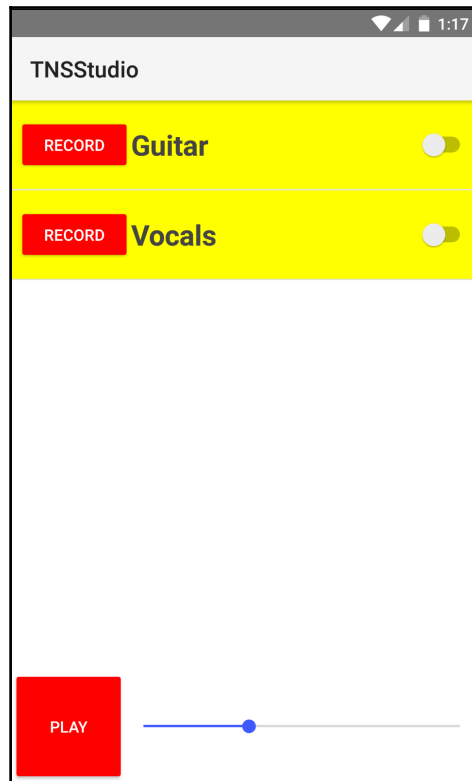 1:17
TNSStudio
RECORD Guitar
RECORD Vocals
PLAY